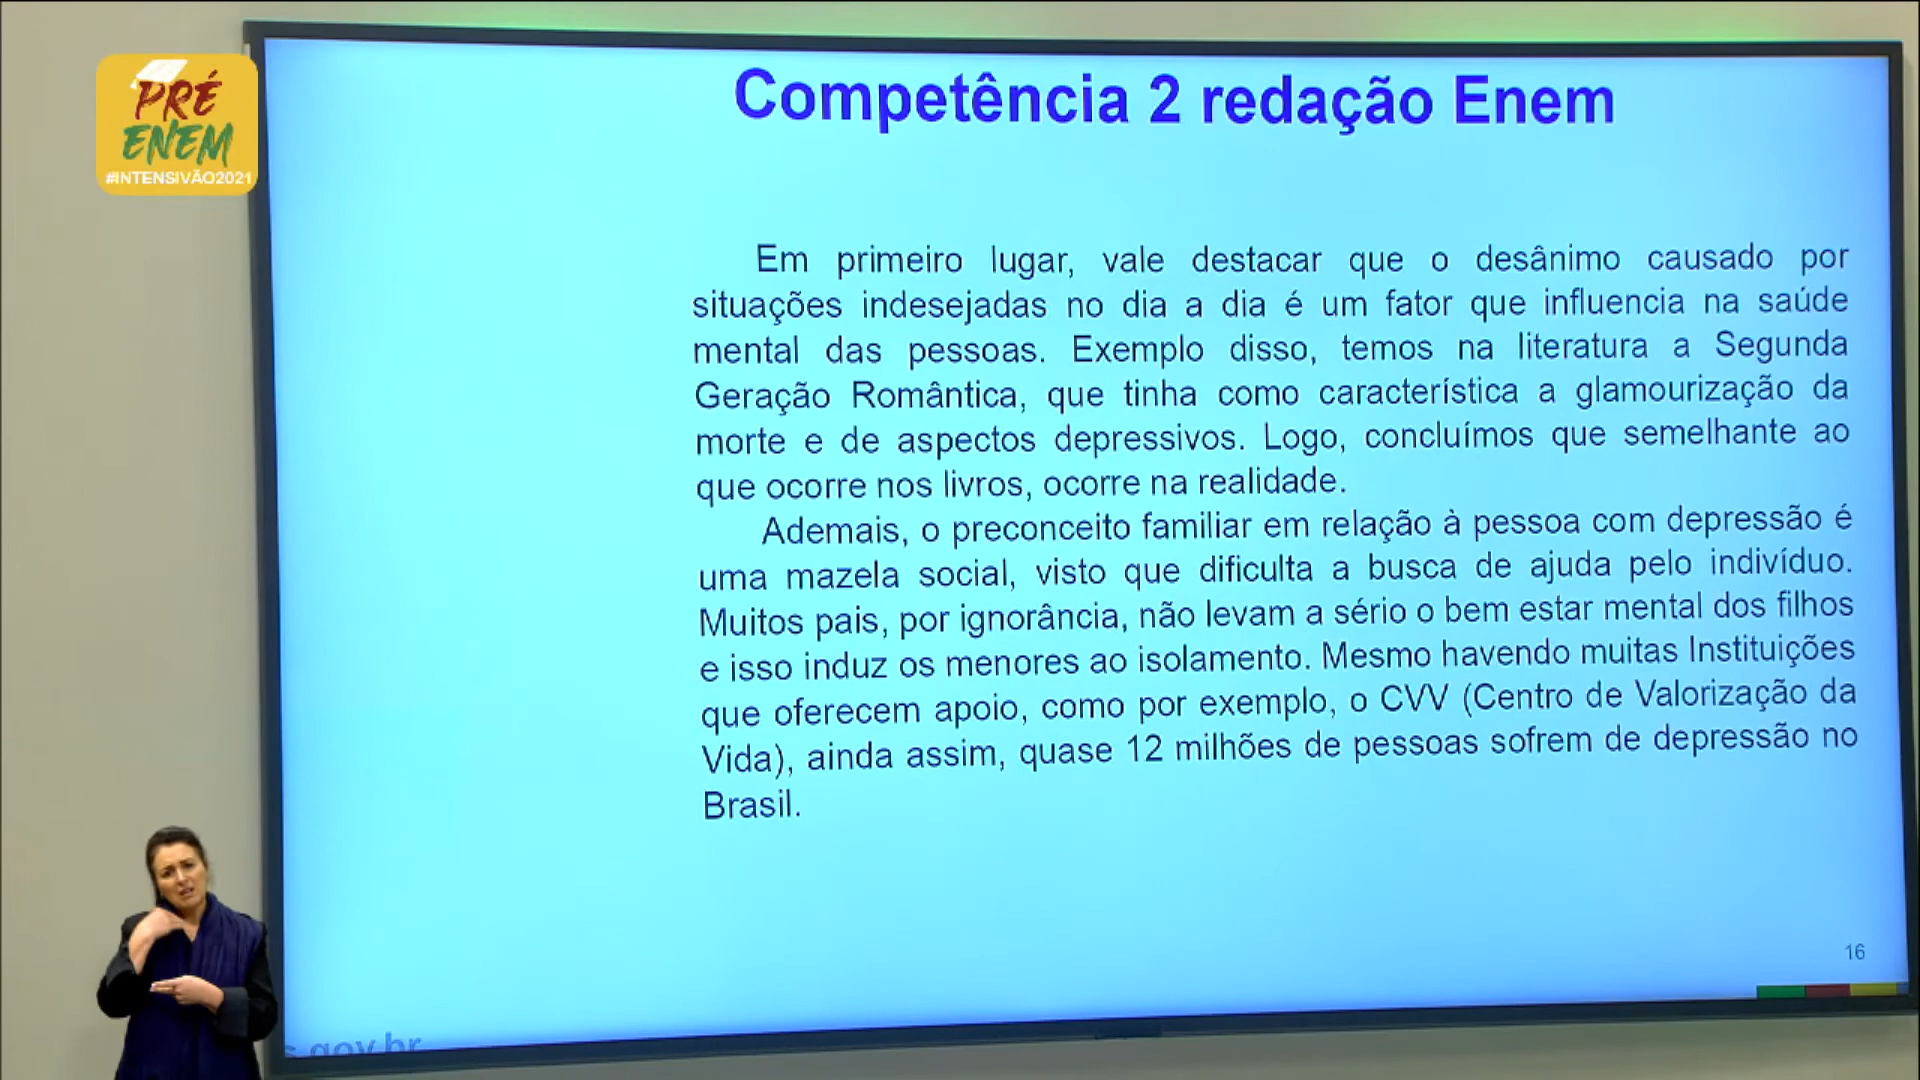 PRÉ
ENEM
#INTENSIVÃO2021
Competência 2 redação Enem
Em primeiro lugar, vale destacar que o desânimo causado por
situações indesejadas no dia a dia é um fator que influencia na saúde
mental das pessoas. Exemplo disso, temos na literatura a Segunda
Geração Romântica, que tinha como característica a glamourização da
morte e de aspectos depressivos. Logo, concluímos que semelhante ao
que ocorre nos livros, ocorre na realidade.
Ademais, o preconceito familiar em relação à pessoa com depressão é
uma mazela social, visto que dificulta a busca de ajuda pelo indivíduo.
Muitos pais, por ignorância, não levam a sério o bem estar mental dos filhos
e isso induz os menores ao isolamento. Mesmo havendo muitas Instituições
que oferecem apoio, como por exemplo, o CVV (Centro de Valorização da
Vida), ainda assim, quase 12 milhões de pessoas sofrem de depressão no
Brasil.
16
.gov.br